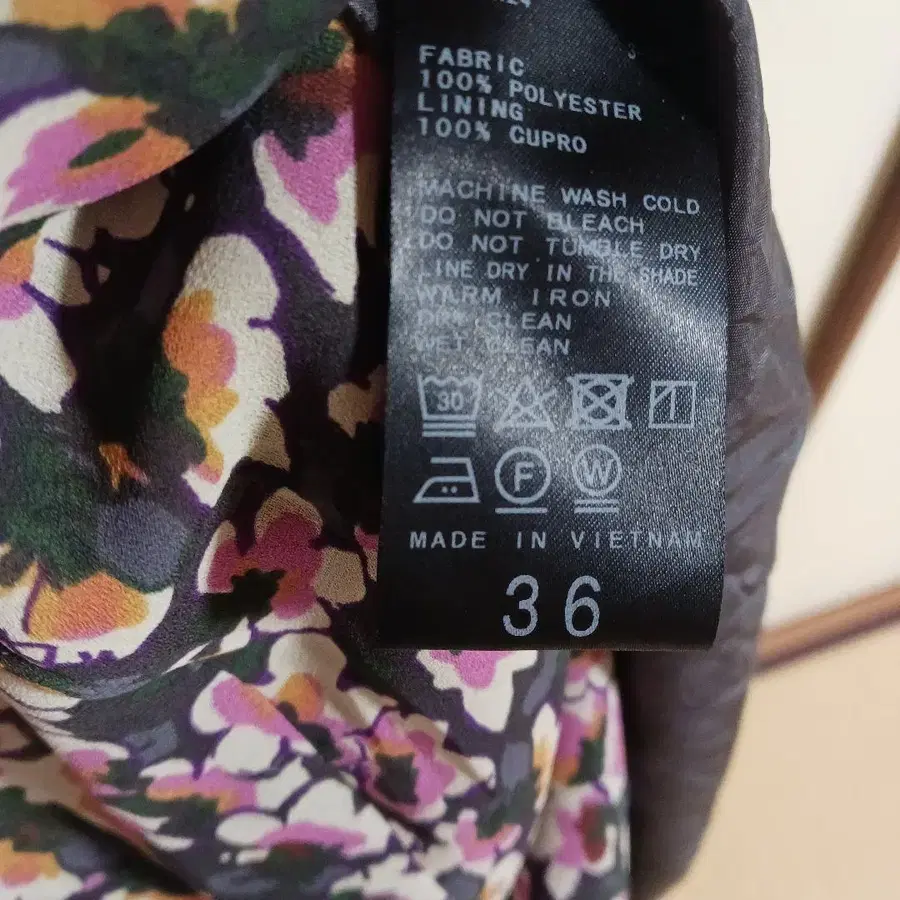 FABRIC
100% POLYESTER
LINING
100% CUPRO
MACHINE WASH COLD
DO NOT BLEACH
DO NOT TUMBLE DRY
LINE DRY IN THE SHADE
WARM IRON
DRY CLEAN
WET CLEAN
30
F W
MADE IN VIETNAM
36